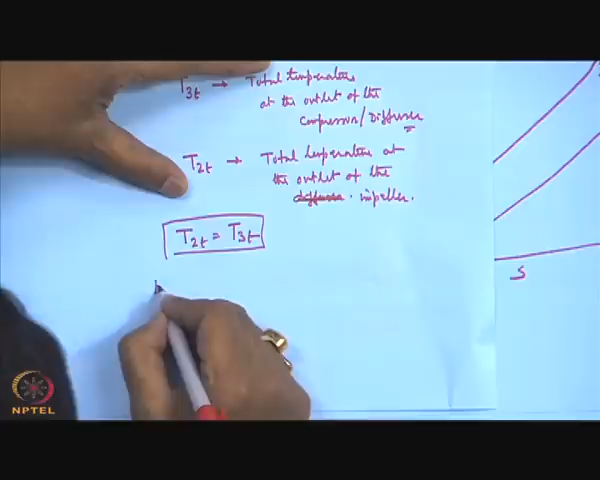 T3t → Total temperature
at the outlet of the
compressor/Diffuser
T2t → Total temperature at
the outlet of the
diffuser. impeller.
T2t = T3t
S
NPTEL